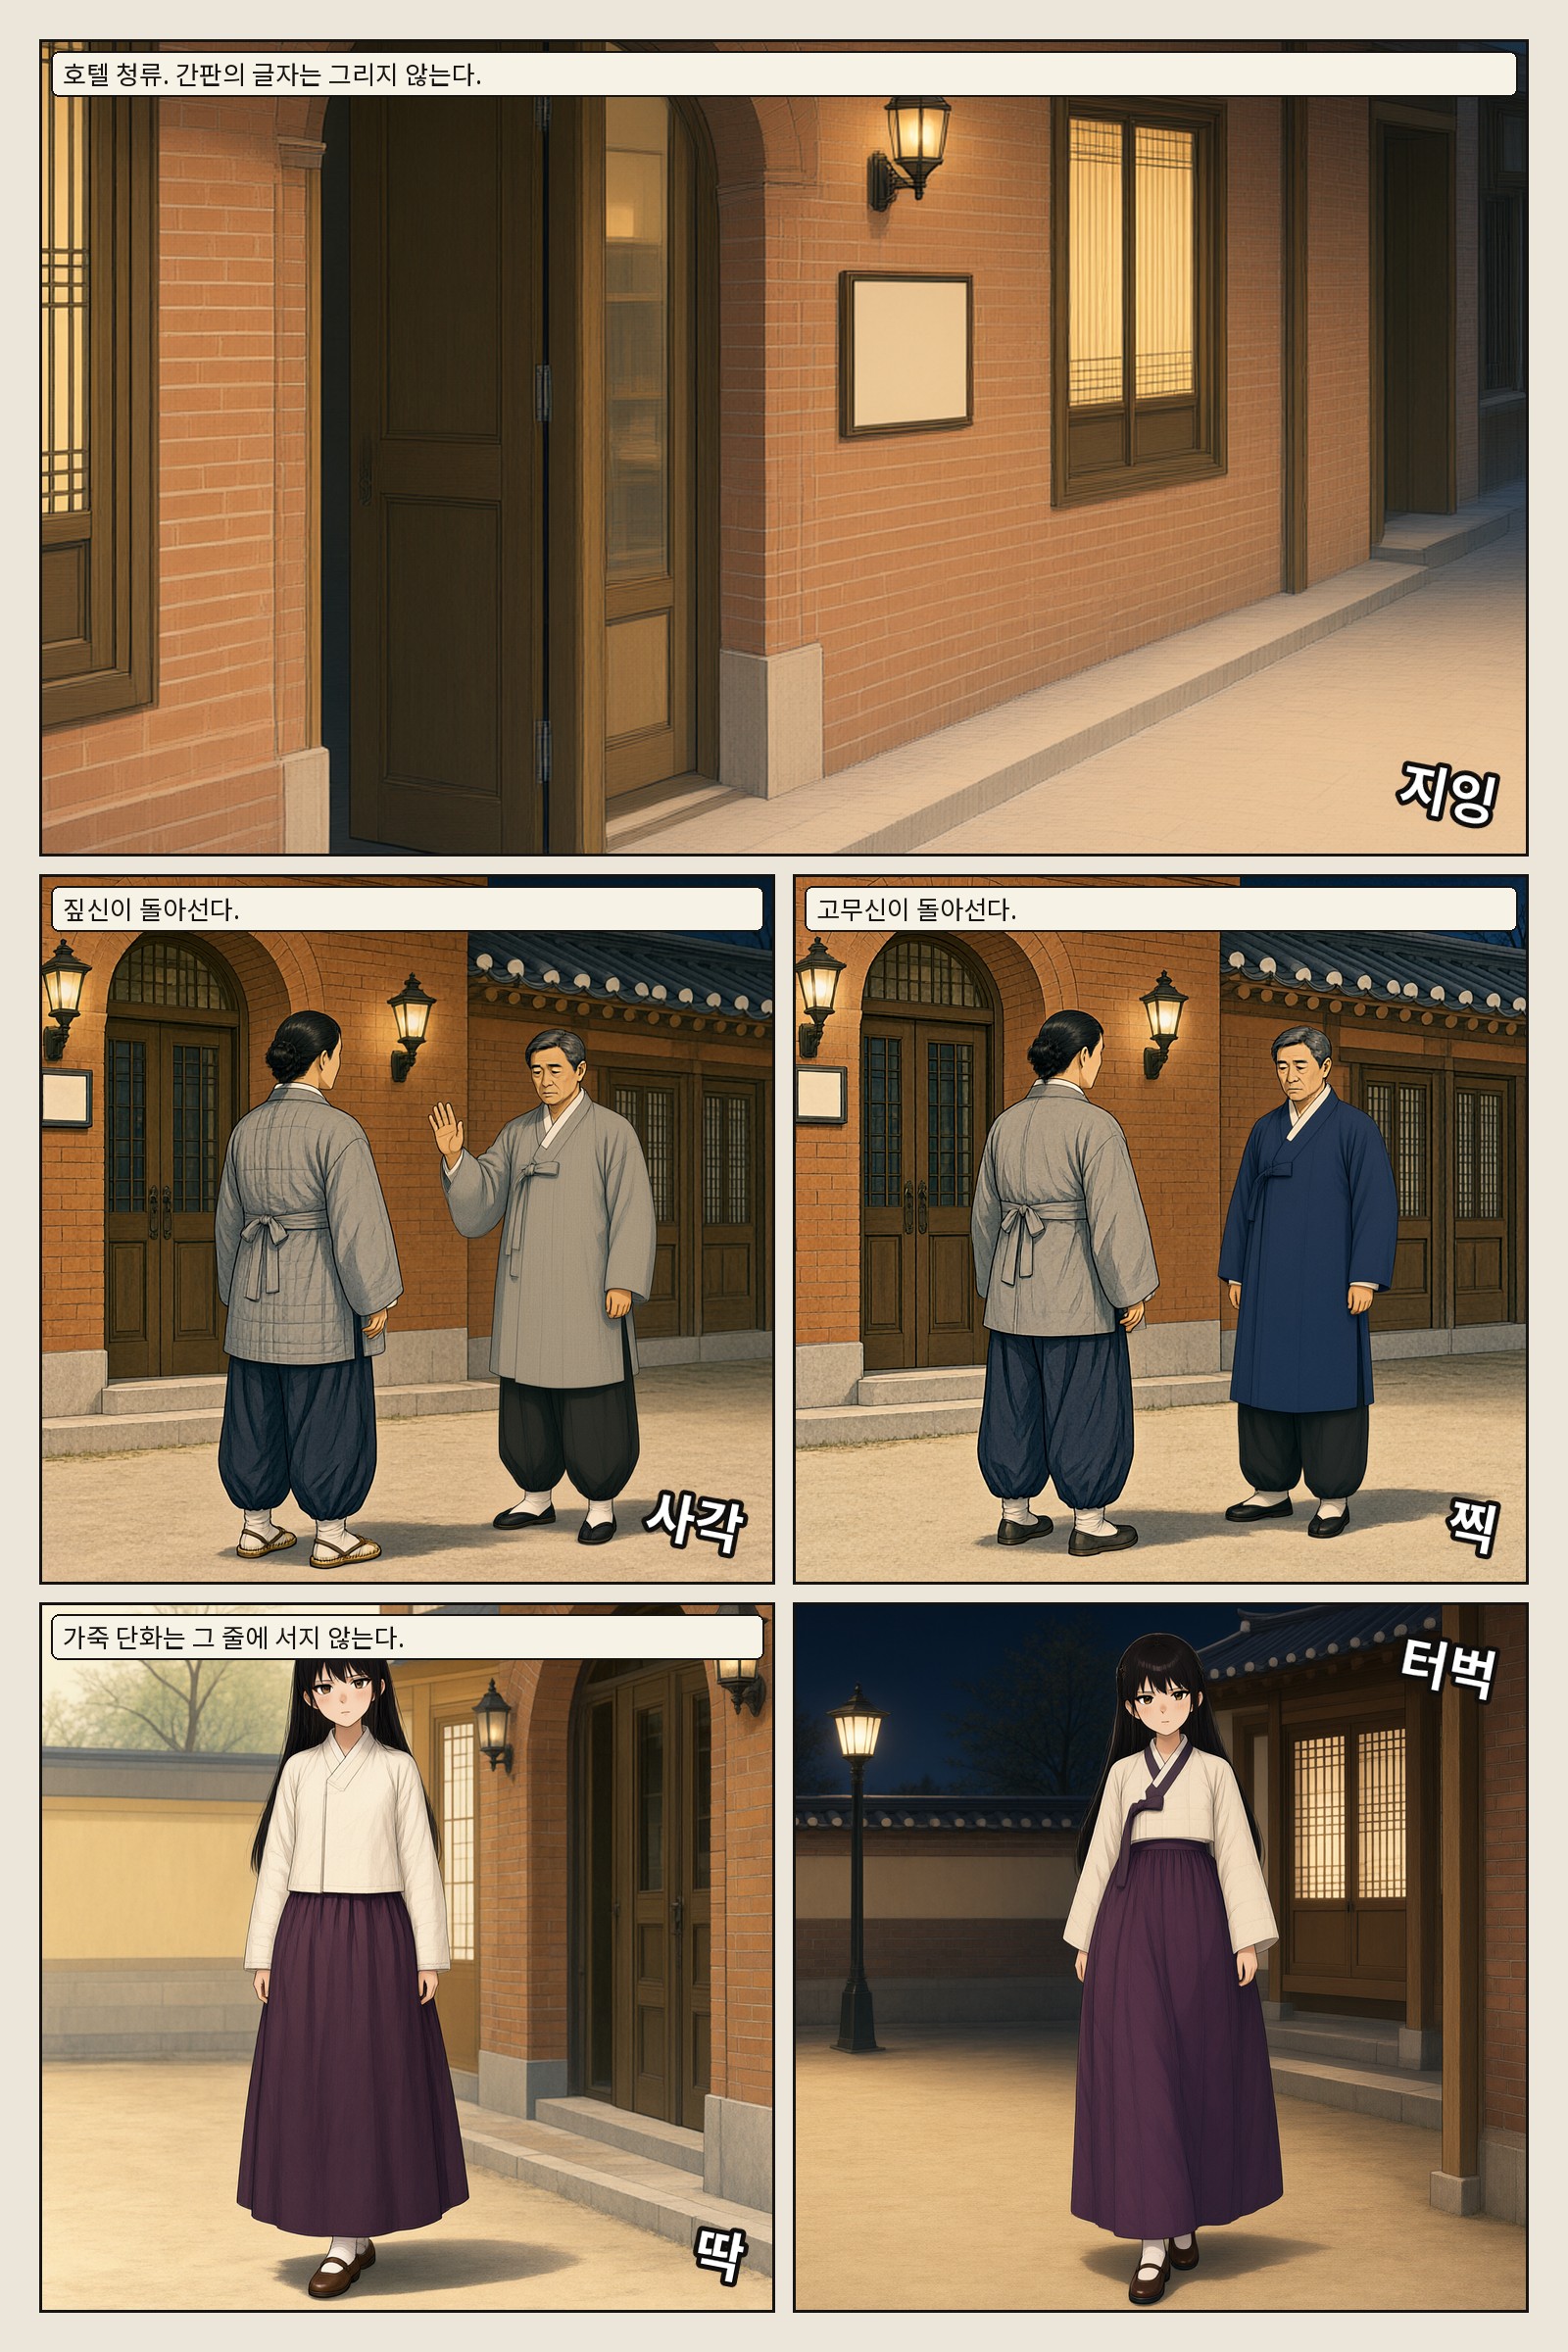 호텔 청류. 간판의 글자는 그리지 않는다.
지잉
짚신이 돌아선다.
사각
고무신이 돌아선다.
찍
가죽 단화는 그 줄에 서지 않는다.
딱
터벅